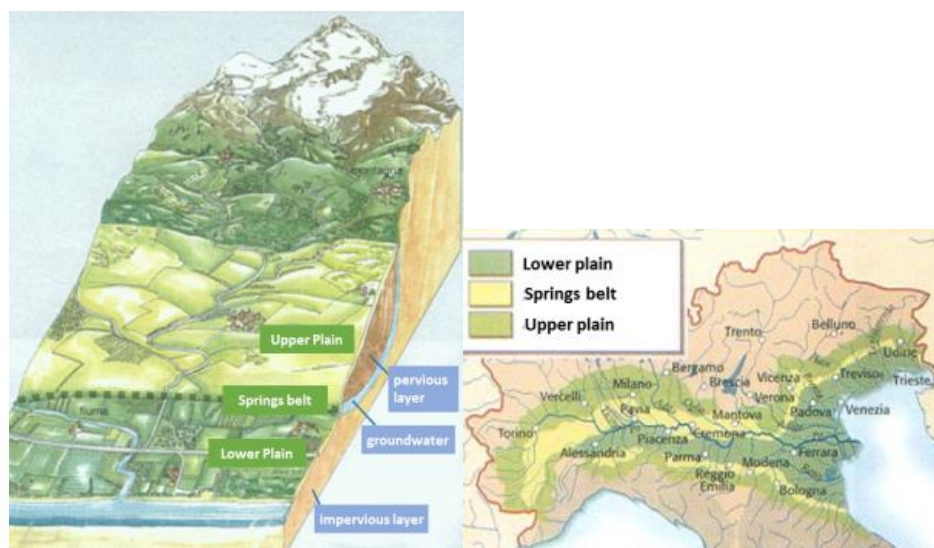 montagna
Upper Plain
pervious
layer
Springs belt
fiume
groundwater
Lower Plain
impervious layer
Lower plain
Springs belt
Upper plain
Trento
Belluno
Udine
Bergamo
Milano
Brescia
Vicenza
Treviso
Trieste
Vercelli
Verona
Pavia
Mantova
Padova
Venezia
Torino
Piacenza
Cremona
Alessandria
Parma
Ferrara
Modena
Reggio
Emilia
Bologna